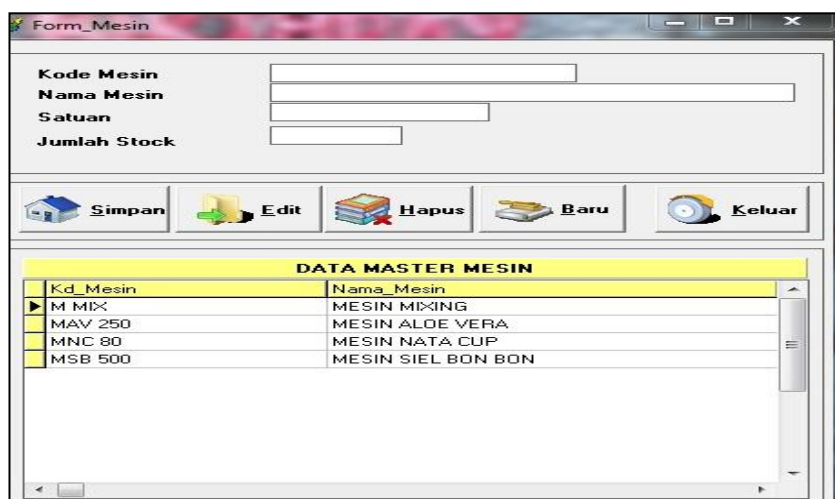 Form_Mesin
Kode Mesin
Nama Mesin
Satuan
Jumlah Stock
Simpan Edit Hapus Baru Keluar
DATA MASTER MESIN
Kd_Mesin Nama_Mesin
M MIX MESIN MIXING
MAV 250 MESIN ALOE VERA
MNC 80 MESIN NATA CUP
MSB 500 MESIN SIEL BON BON